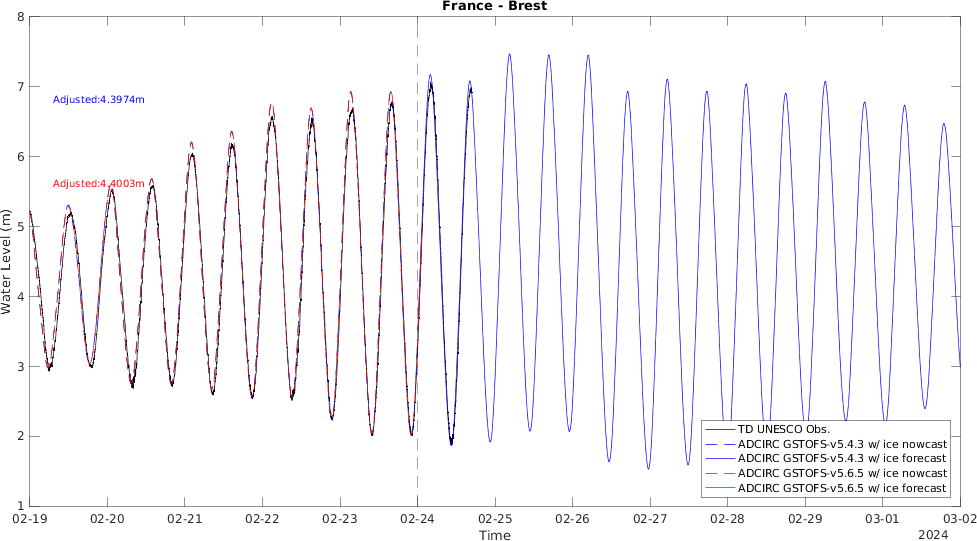 France - Brest
8
7
6
5
4
3
2
1
Water Level (m)
Adjusted:4.3974m
Adjusted:4.4003m
TD UNESCO Obs.
ADCIRC GSTOFS-v5.4.3 w/ ice nowcast
ADCIRC GSTOFS-v5.4.3 w/ ice forecast
ADCIRC GSTOFS-v5.6.5 w/ ice nowcast
ADCIRC GSTOFS-v5.6.5 w/ ice forecast
02-19 02-20 02-21 02-22 02-23 02-24 02-25 02-26 02-27 02-28 02-29 03-01 03-02
Time
2024